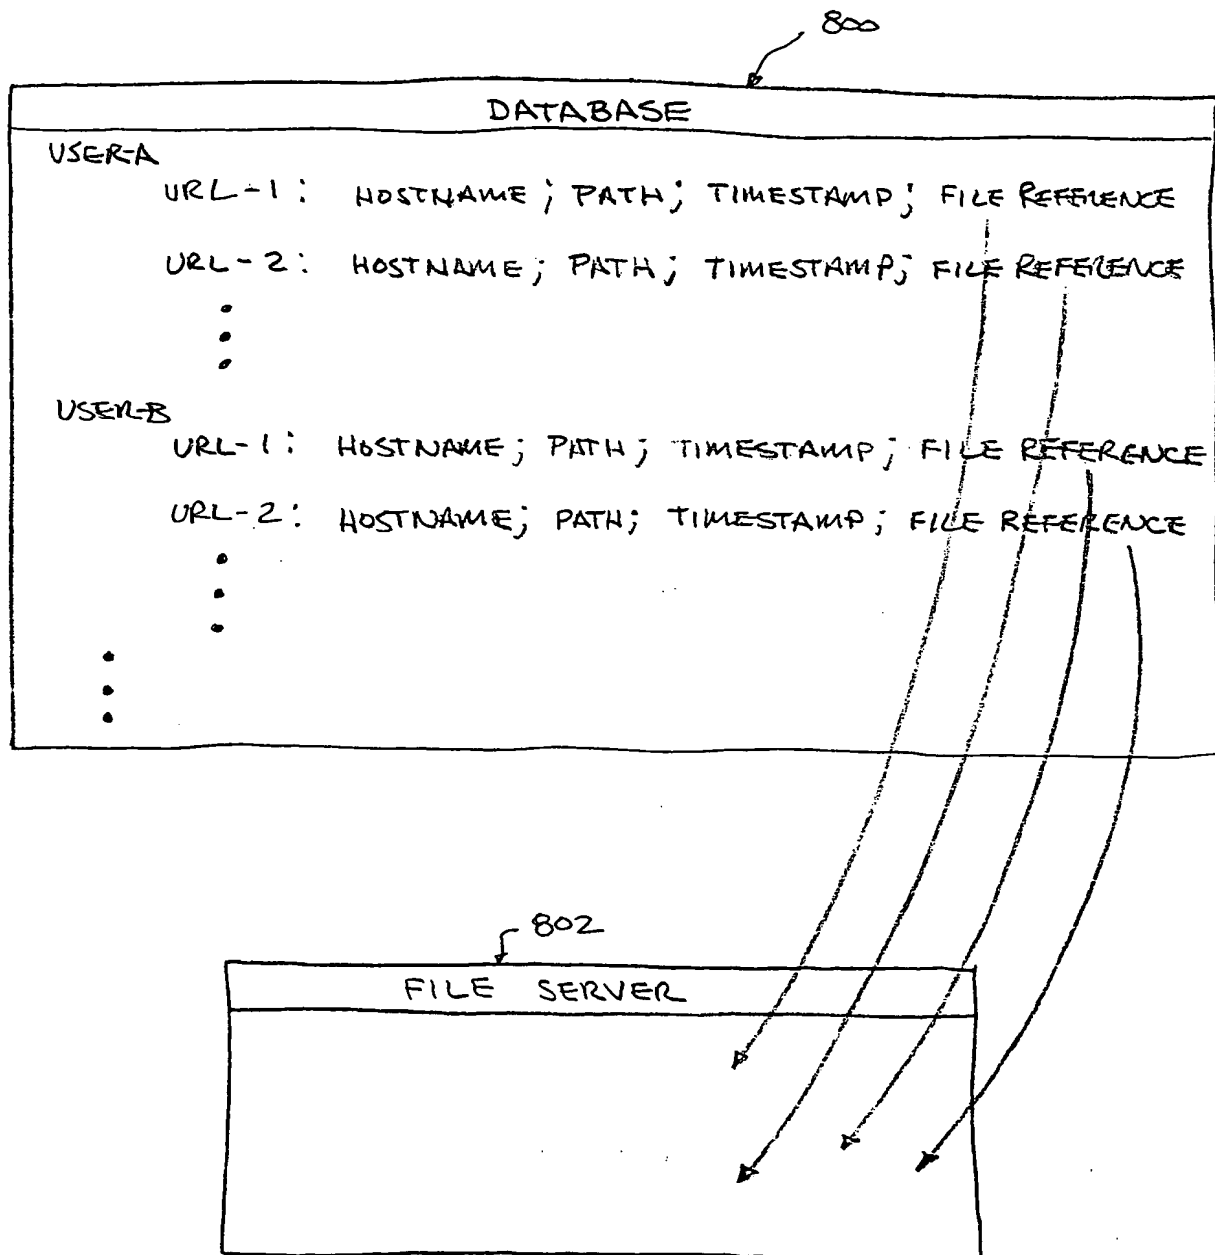 800
DATABASE
USER-A
URL-1: HOSTNAME; PATH; TIMESTAMP; FILE REFERENCE
URL-2: HOSTNAME; PATH; TIMESTAMP; FILE REFERENCE
USER-B
URL-1: HOSTNAME; PATH; TIMESTAMP; FILE REFERENCE
URL-2: HOSTNAME; PATH; TIMESTAMP; FILE REFERENCE
802
FILE SERVER